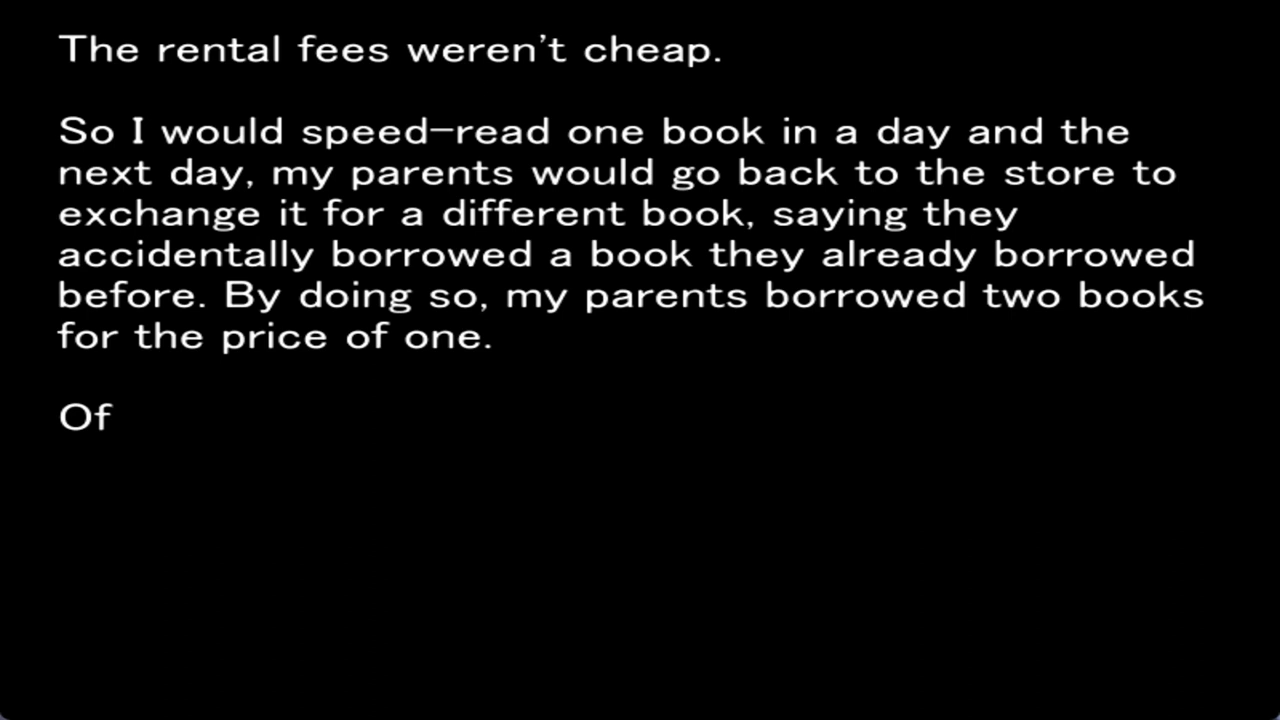 The rental fees weren't cheap.
So I would speed-read one book in a day and the
next day, my parents would go back to the store to
exchange it for a different book, saying they
accidentally borrowed a book they already borrowed
before. By doing so, my parents borrowed two books
for the price of one.
Of